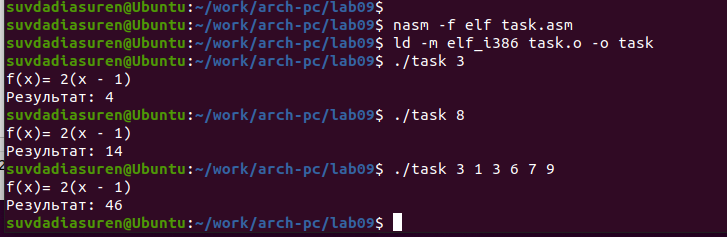 suvdadiasuren@Ubuntu:~/work/arch-pc/lab09$
suvdadiasuren@Ubuntu:~/work/arch-pc/lab09$ nasm -f elf task.asm
suvdadiasuren@Ubuntu:~/work/arch-pc/lab09$ ld -m elf_i386 task.o -o task
suvdadiasuren@Ubuntu:~/work/arch-pc/lab09$ ./task 3
f(x)= 2(x - 1)
Результат: 4
suvdadiasuren@Ubuntu:~/work/arch-pc/lab09$ ./task 8
f(x)= 2(x - 1)
Результат: 14
suvdadiasuren@Ubuntu:~/work/arch-pc/lab09$ ./task 3 1 3 6 7 9
f(x)= 2(x - 1)
Результат: 46
suvdadiasuren@Ubuntu:~/work/arch-pc/lab09$